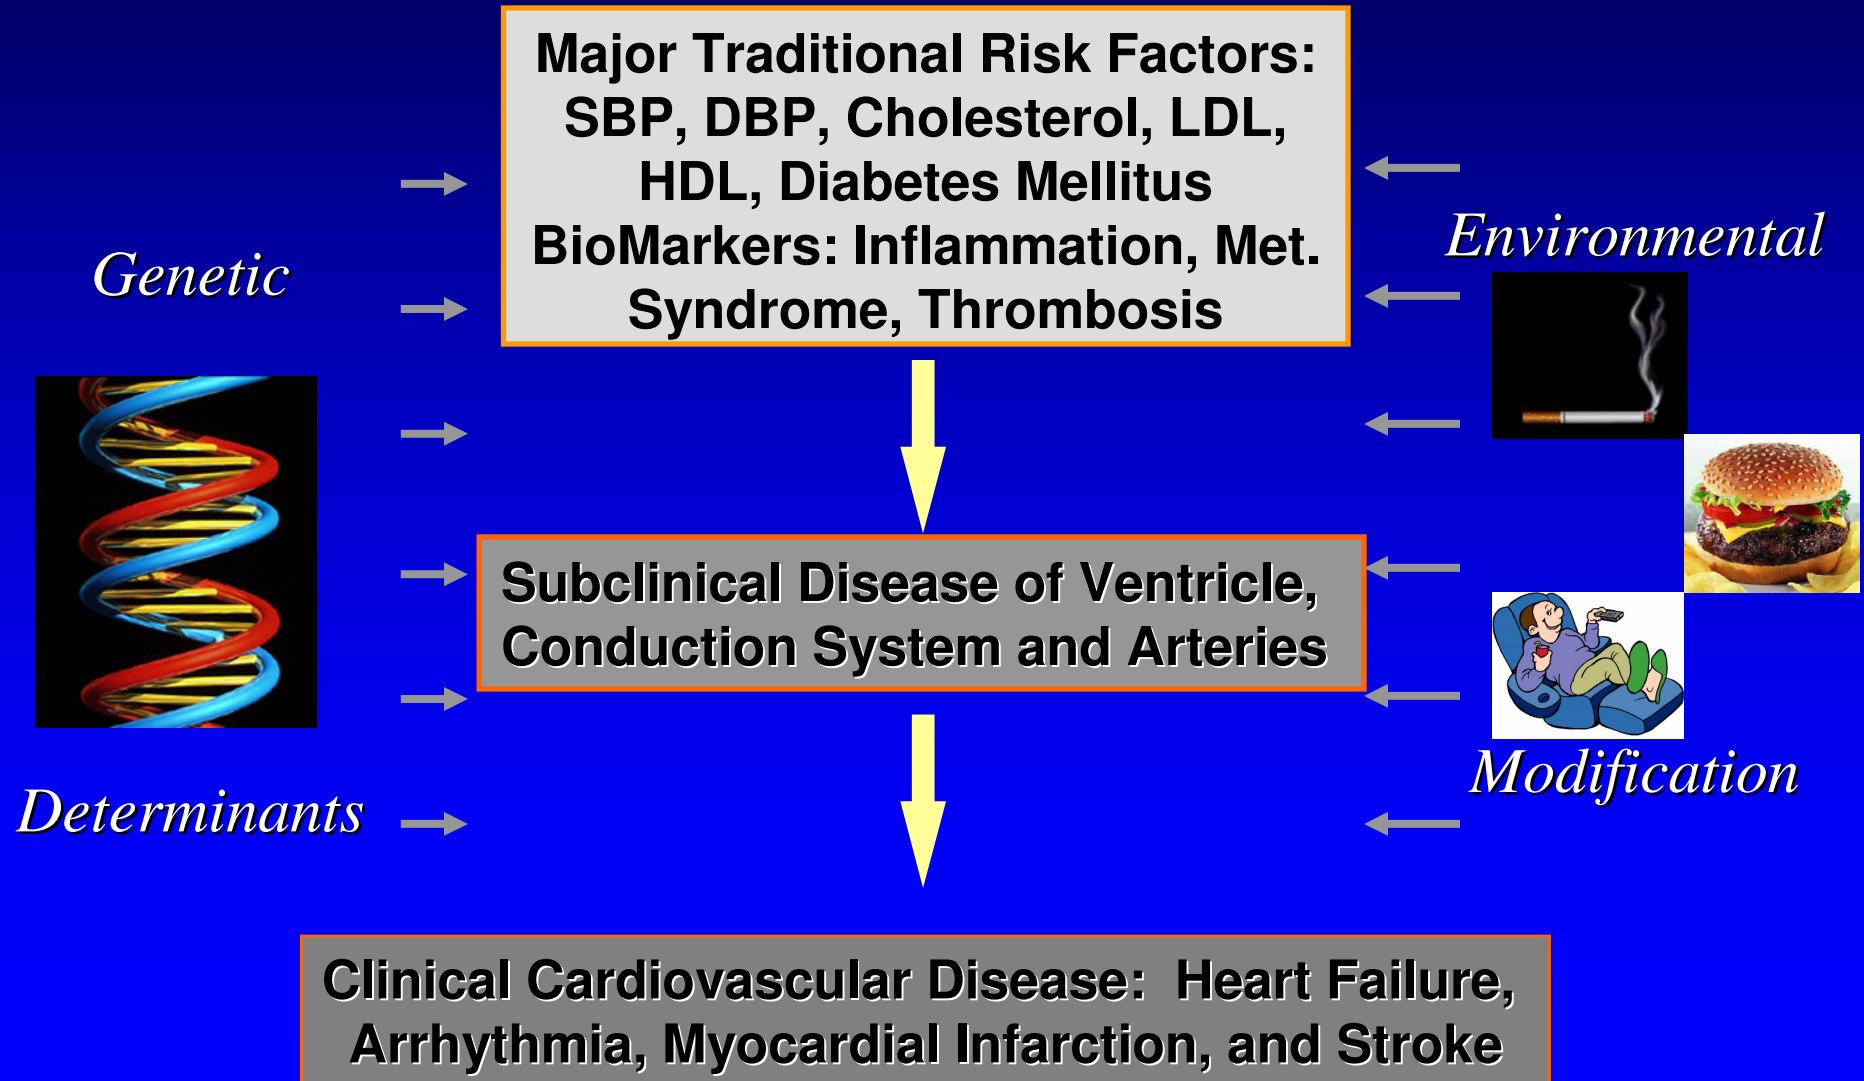 Major Traditional Risk Factors:
SBP, DBP, Cholesterol, LDL,
HDL, Diabetes Mellitus
BioMarkers: Inflammation, Met.
Syndrome, Thrombosis
Genetic
Determinants
Environmental
Modification
Subclinical Disease of Ventricle,
Conduction System and Arteries
Clinical Cardiovascular Disease: Heart Failure,
Arrhythmia, Myocardial Infarction, and Stroke